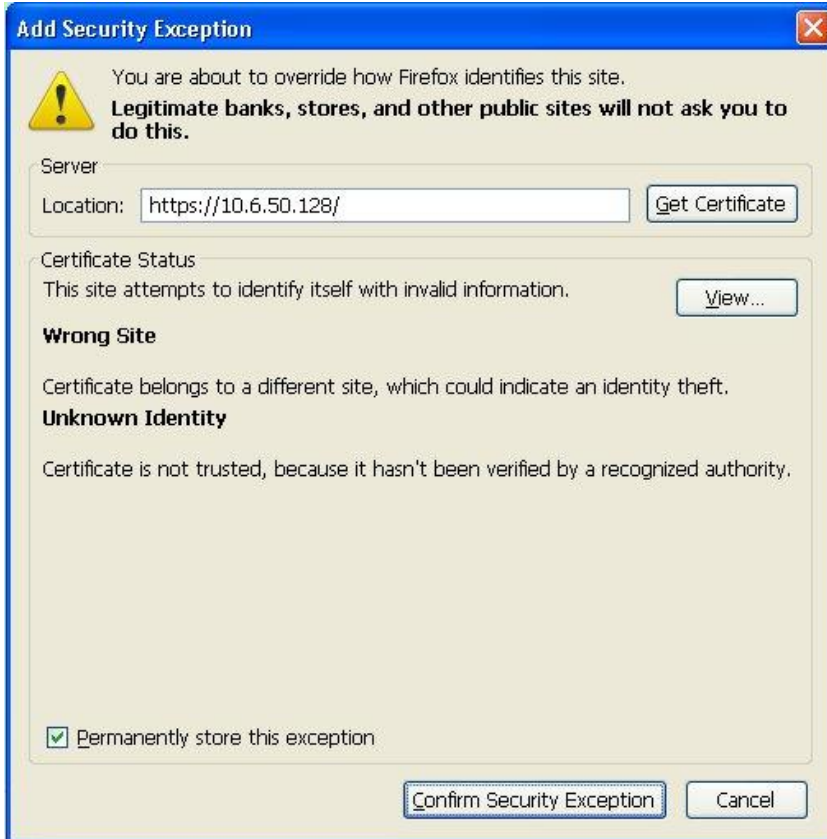 Add Security Exception
You are about to override how Firefox identifies this site.
Legitimate banks, stores, and other public sites will not ask you to
do this.
Server
Location: https://10.6.50.128/ Get Certificate
Certificate Status
This site attempts to identify itself with invalid information.
View...
Wrong Site
Certificate belongs to a different site, which could indicate an identity theft.
Unknown Identity
Certificate is not trusted, because it hasn't been verified by a recognized authority.
Permanently store this exception
Confirm Security Exception Cancel